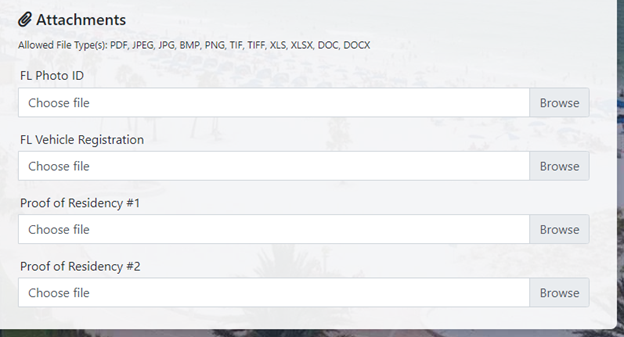 Attachments
Allowed File Type(s): PDF, JPEG, JPG, BMP, PNG, TIF, TIFF, XLS, XLSX, DOC, DOCX
FL Photo ID
Choose file Browse
FL Vehicle Registration
Choose file Browse
Proof of Residency #1
Choose file Browse
Proof of Residency #2
Choose file Browse